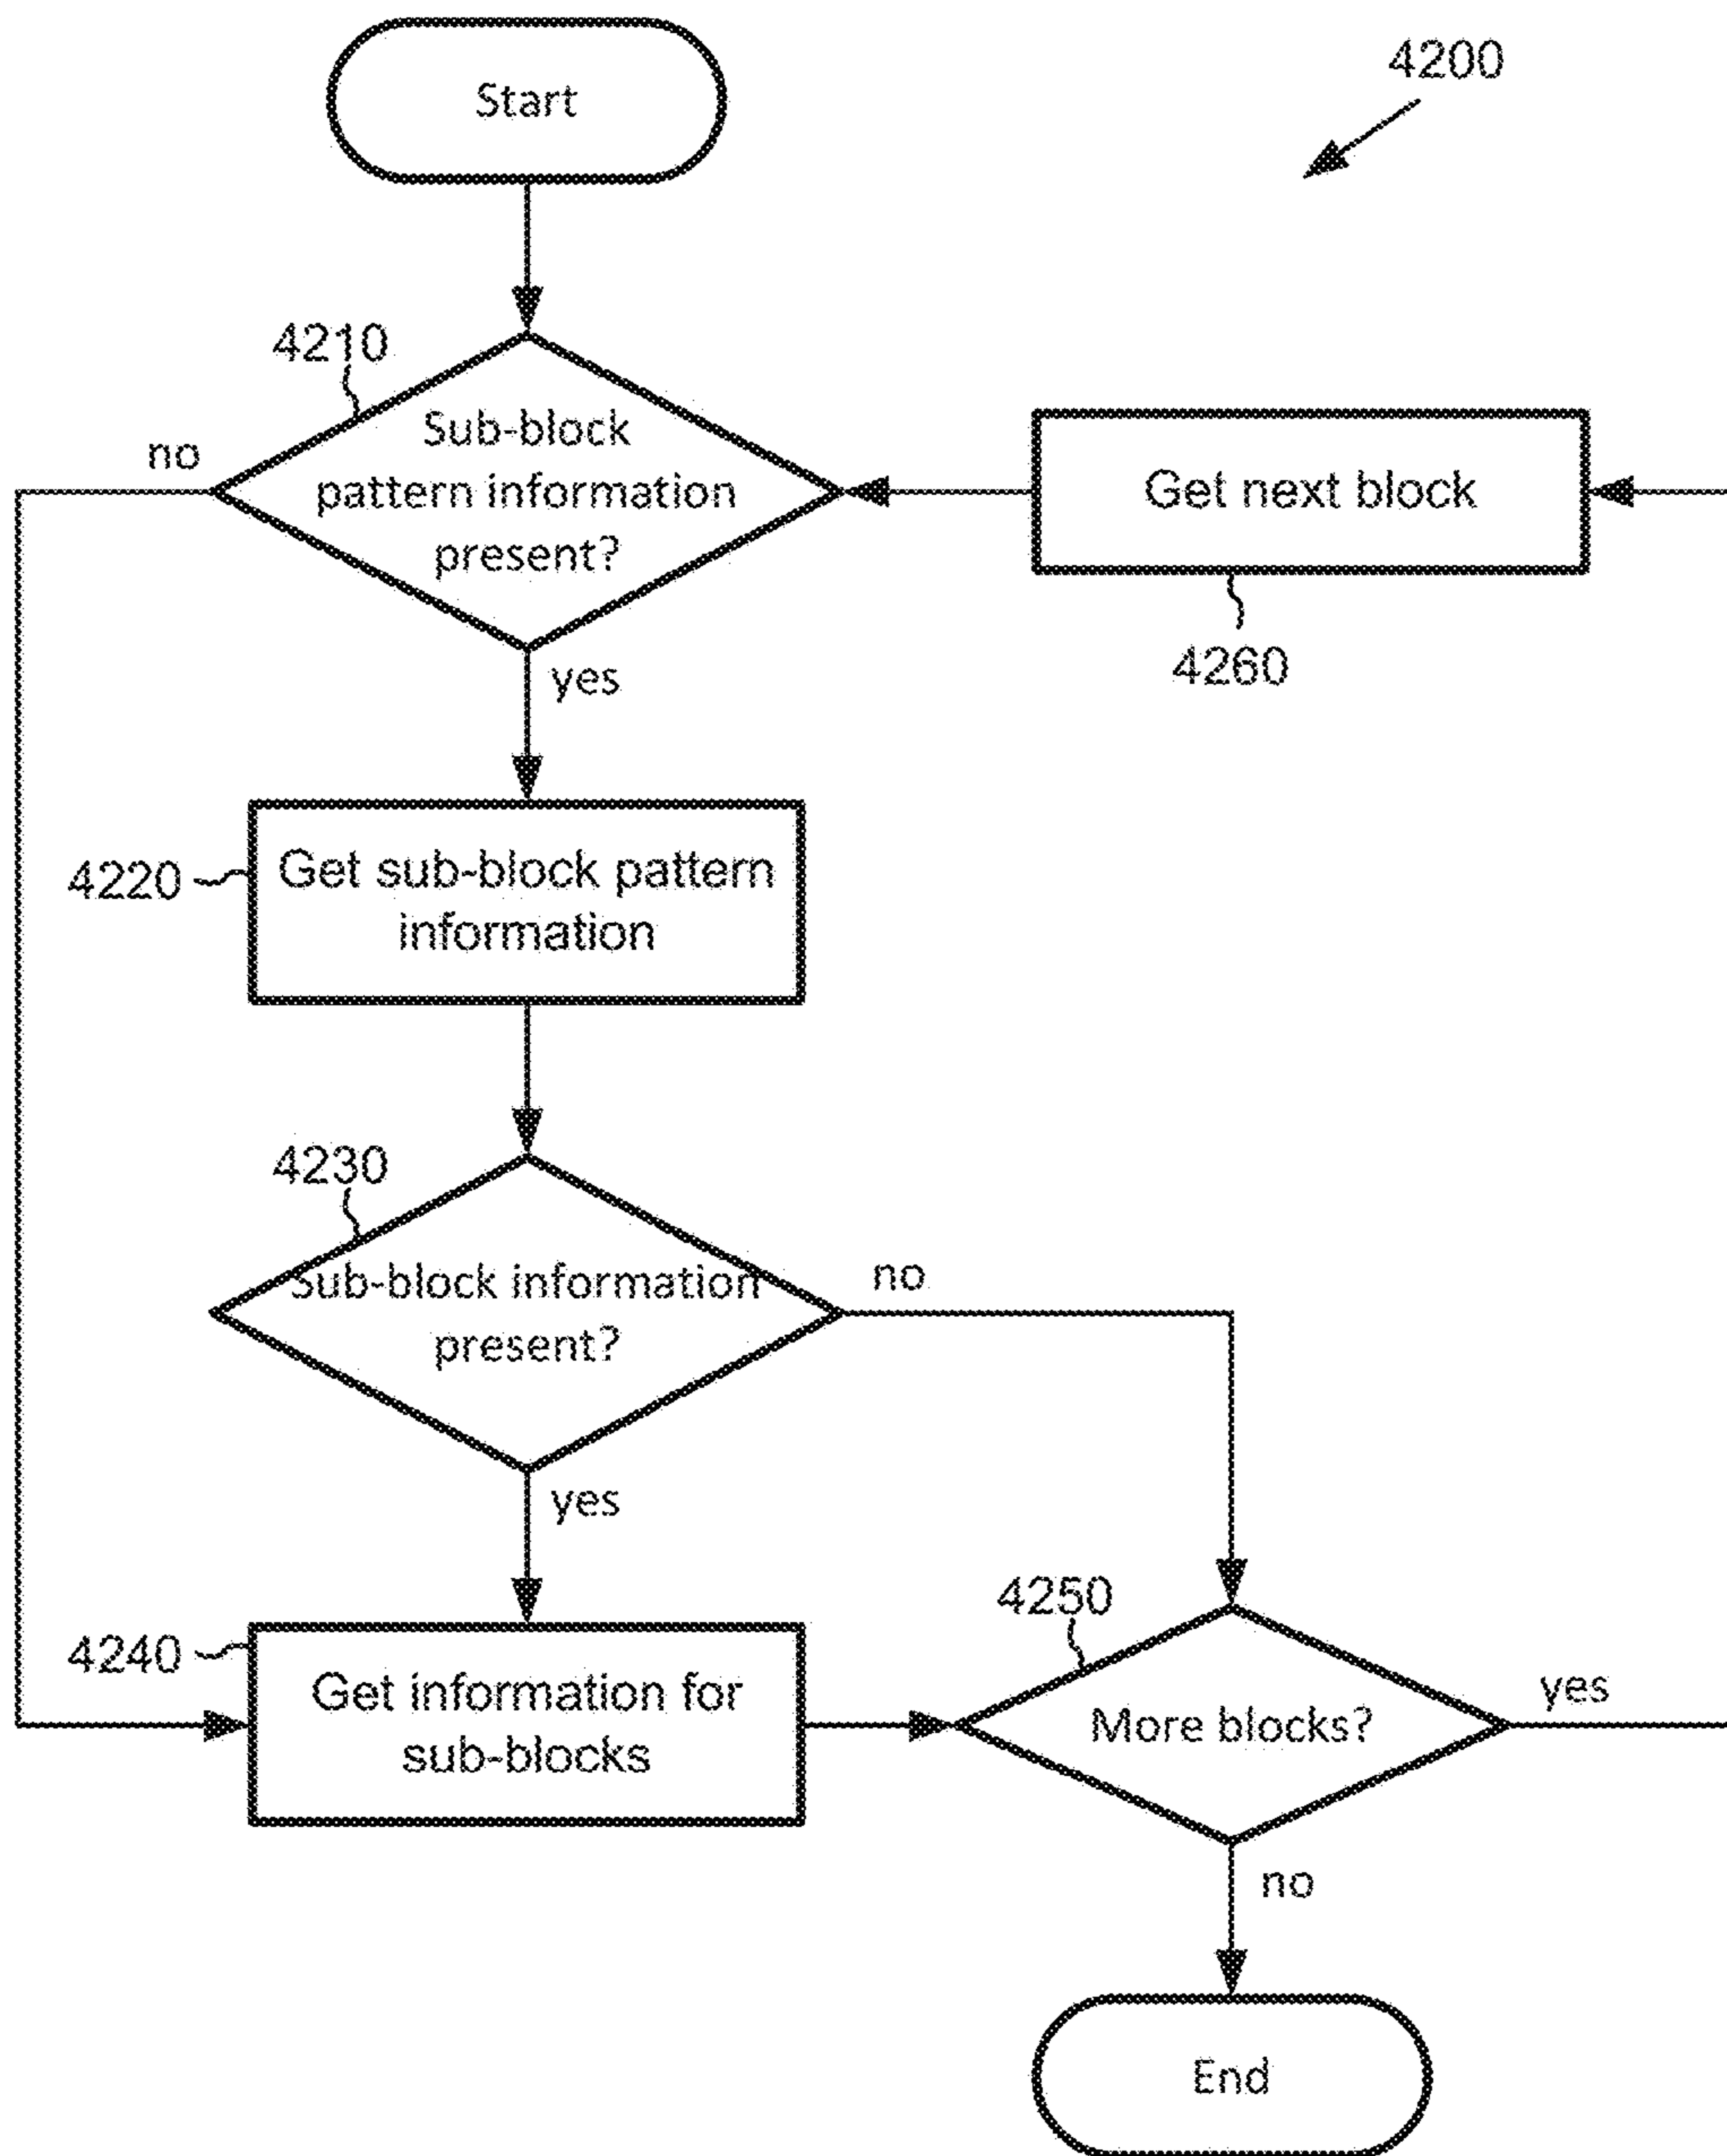 Start
4200
4210
no
Sub-block
pattern information
present?
Get next block
4260
yes
4220
Get sub-block pattern
information
4230
Sub-block information
present?
no
yes
4240
Get information for
sub-blocks
4250
More blocks?
yes
no
End